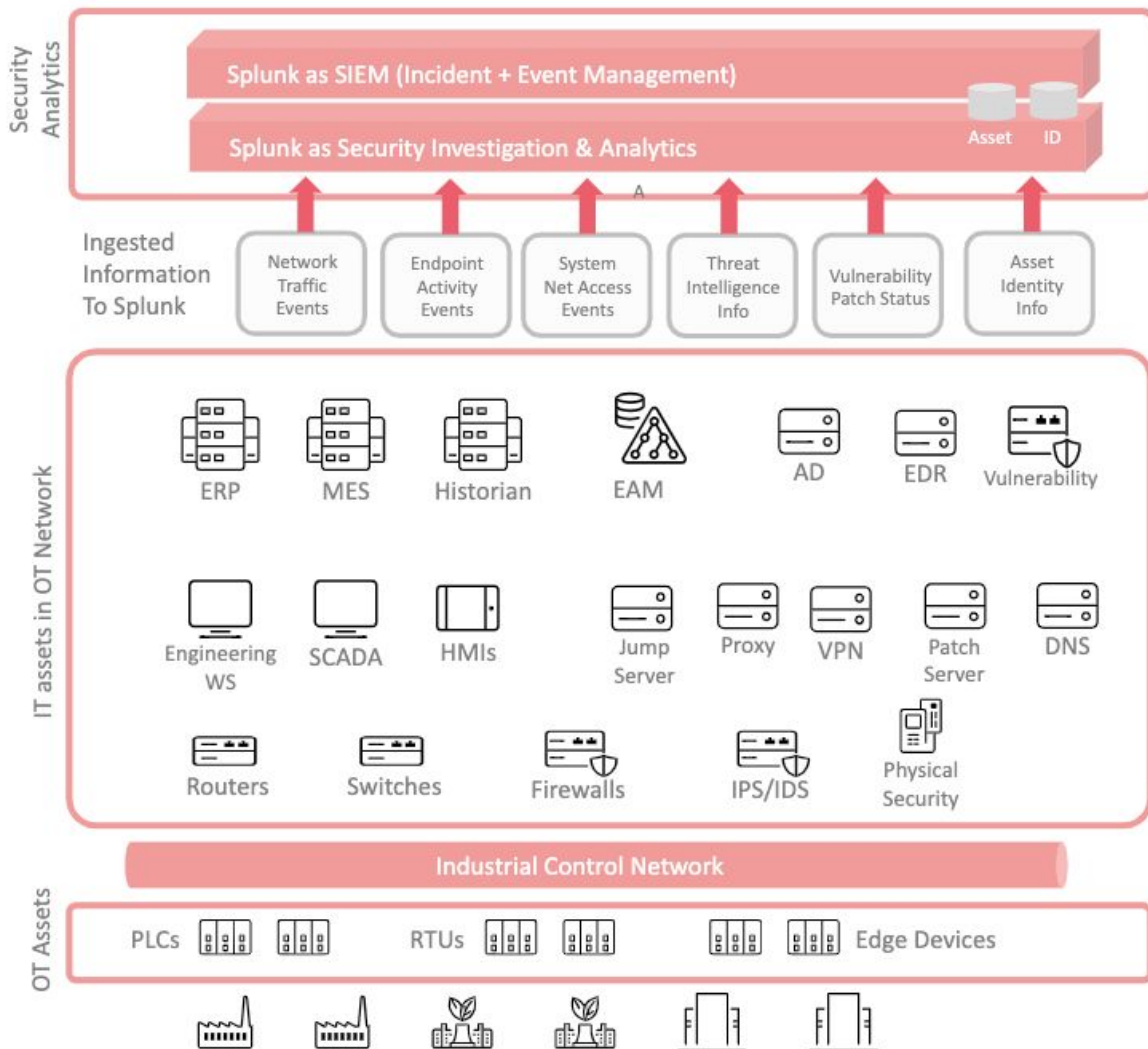 Security
Analytics
Splunk as SIEM (Incident + Event Management)
Splunk as Security Investigation & Analytics
Asset
ID
A
Ingested
Information
To Splunk
Network
Traffic
Events
Endpoint
Activity
Events
System
Net Access
Events
Threat
Intelligence
Info
Vulnerability
Patch Status
Asset
Identity
Info
IT assets in OT Network
ERP
MES
Historian
EAM
AD
EDR
Vulnerability
Engineering
WS
SCADA
HMIs
Jump
Server
Proxy
VPN
Patch
Server
DNS
Routers
Switches
Firewalls
IPS/IDS
Physical
Security
Industrial Control Network
OT Assets
PLCs
RTUs
Edge Devices